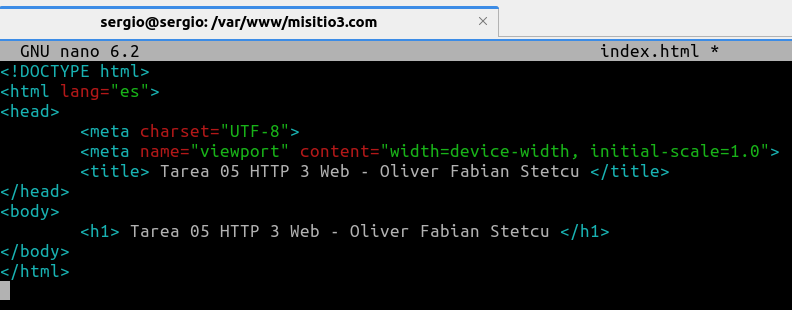 sergio@sergio: /var/www/misitio3.com ×
GNU nano 6.2 index.html *
<!DOCTYPE html>
<html lang="es">
<head>
        <meta charset="UTF-8">
        <meta name="viewport" content="width=device-width, initial-scale=1.0">
        <title> Tarea 05 HTTP 3 Web - Oliver Fabian Stetcu </title>
</head>
<body>
        <h1> Tarea 05 HTTP 3 Web - Oliver Fabian Stetcu </h1>
</body>
</html>